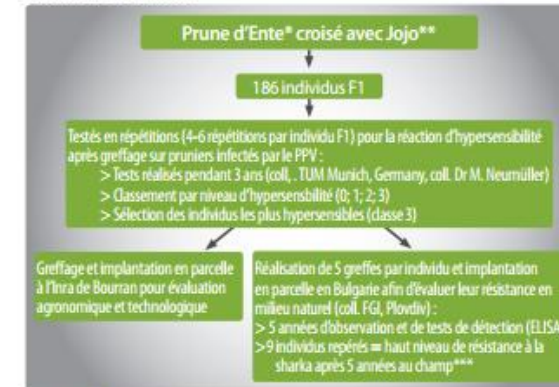 Prune d'Ente* croisé avec Jojo**
186 individus F1
Testés en répétitions (4-6 répétitions par individu F1) pour la réaction d'hypersensibilité
après greffage sur pruniers infectés par le PPV :
> Tests réalisés pendant 3 ans (coll, . TUM Munich, Germany, coll. Dr M. Neumüller)
> Classement par niveau d'hypersensbilité (0; 1; 2; 3)
> Sélection des individus les plus hypersensibles (classe 3)
Greffage et implantation en parcelle
à l'Inra de Bourran pour évaluation
agronomique et technologique
Réalisation de 5 greffes par individu et implantation
en parcelle en Bulgarie afin d'évaluer leur résistance en
milieu naturel (coll. FGI, Plovdiv) :
> 5 années d'observation et de tests de détection (ELISA
>9 individus repérés = haut niveau de résistance à la
sharka après 5 années au champ***